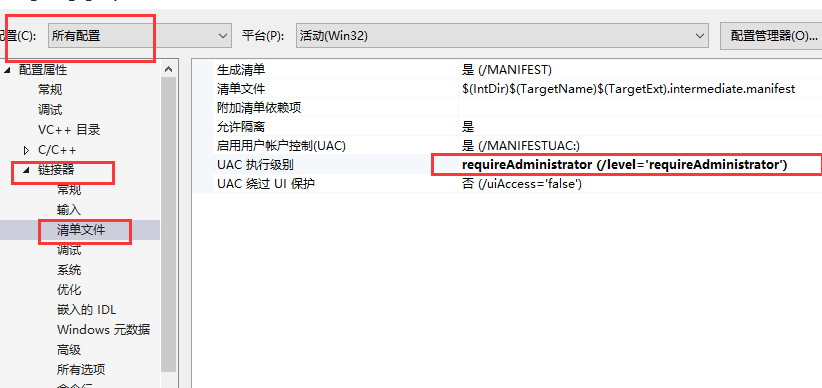 置(C):
所有配置
平台(P):
活动(Win32)
配置管理器(O)...
配置属性
常规
调试
VC++ 目录
C/C++
链接器
常规
输入
清单文件
调试
系统
优化
嵌入的 IDL
Windows 元数据
高级
所有选项
命令行
生成清单 是 (/MANIFEST)
清单文件 $(IntDir)$(TargetName)$(TargetExt).intermediate.manifest
附加清单依赖项
允许隔离 是
启用用户帐户控制(UAC) 是 (/MANIFESTUAC:)
UAC 执行级别 requireAdministrator (/level='requireAdministrator')
UAC 绕过 UI 保护 否 (/uiAccess='false')